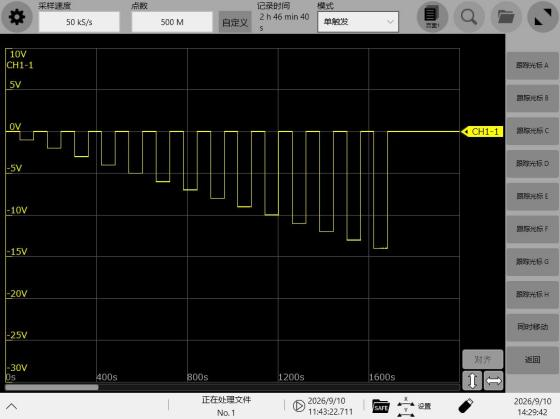 采样速度
点数
记录时间
模式
50 kS/s
500 M
自定义
2 h 46 min 40
s
单触发
10V
CH1-1
5V
0V
CH1-1
-5V
-10V
-15V
-20V
-25V
-30V
0s
400s
800s
1200s
1600s
跟踪光标 A
跟踪光标 B
跟踪光标 C
跟踪光标 D
跟踪光标 E
跟踪光标 F
跟踪光标 G
跟踪光标 H
同时移动
对齐
返回
正在处理文件
No. 1
2026/9/10
11:43:22.711
SAFE
X
Y
设置
2026/9/10
14:29:42